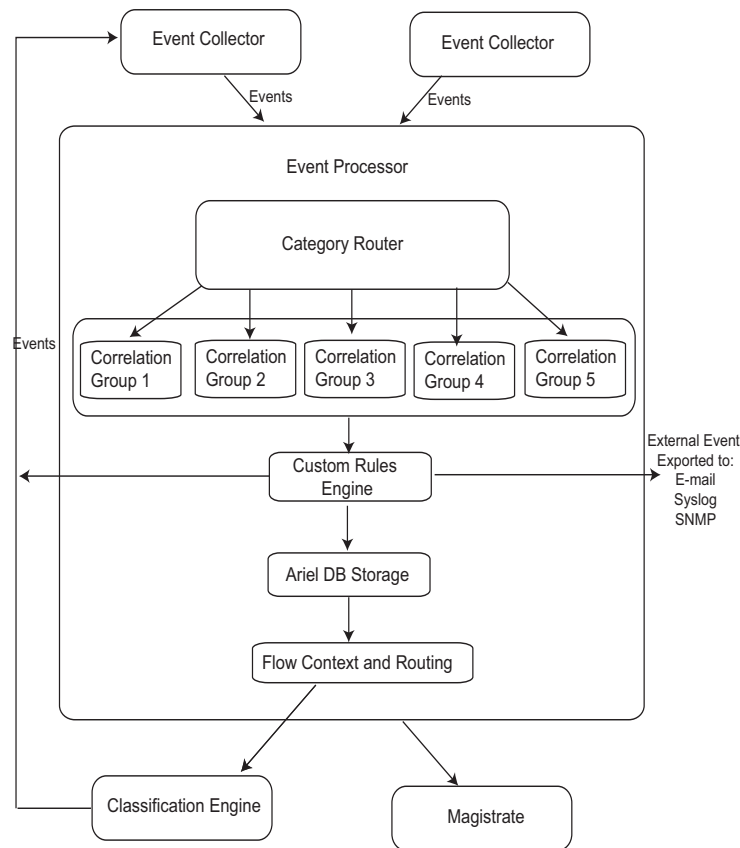 Event Collector
Event Collector
Events
Events
Event Processor
Category Router
Events
Correlation
Group 1
Correlation
Group 2
Correlation
Group 3
Correlation
Group 4
Correlation
Group 5
External Event
Exported to:
E-mail
Syslog
SNMP
Custom Rules
Engine
Ariel DB Storage
Flow Context and Routing
Classification Engine
Magistrate